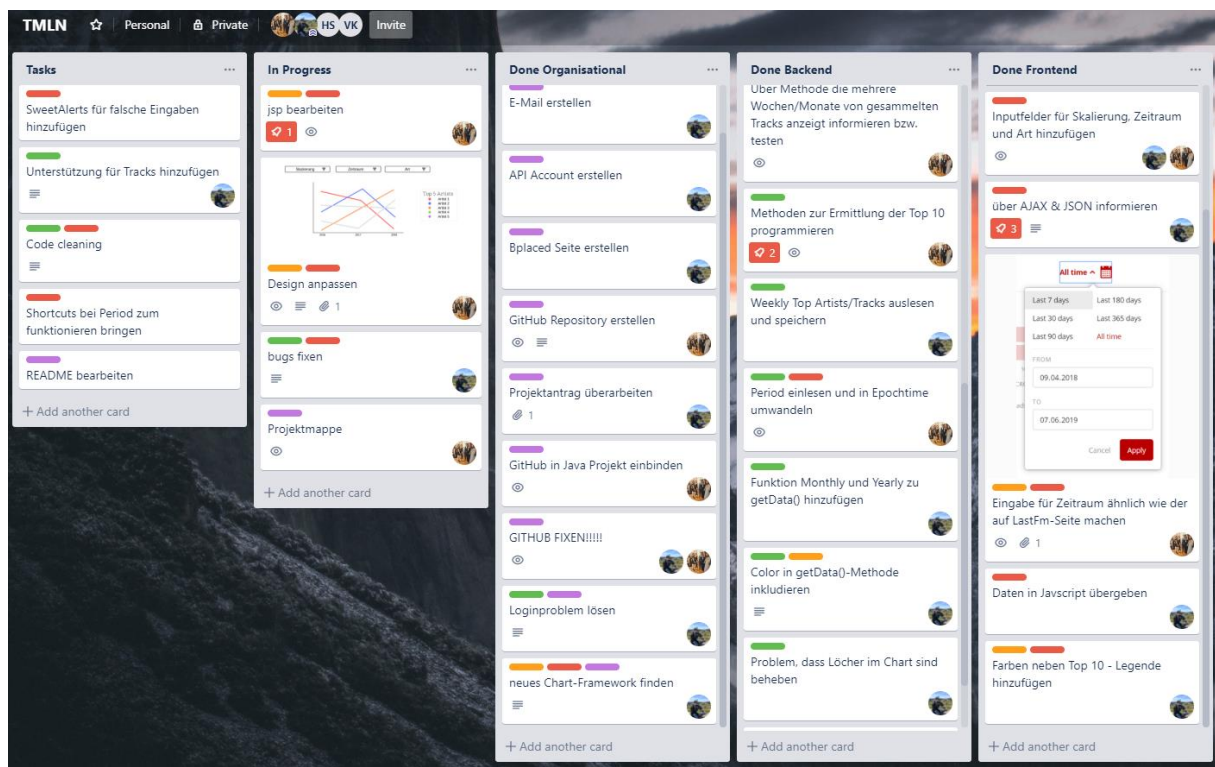 TMLN
Personal
Private
HS
VK
Invite
Tasks
SweetAlerts für falsche Eingaben
hinzufügen
Unterstützung für Tracks hinzufügen
Code cleaning
Shortcuts bei Period zum
funktionieren bringen
README bearbeiten
+ Add another card
In Progress
jsp bearbeiten
1
Zeitraum
Art
Top 5 Artists
Design anpassen
1
bugs fixen
Projektmappe
+ Add another card
Done Organisational
E-Mail erstellen
API Account erstellen
Bplaced Seite erstellen
GitHub Repository erstellen
Projektantrag überarbeiten
1
GitHub in Java Projekt einbinden
GITHUB FIXEN!!!!!
Loginproblem lösen
neues Chart-Framework finden
+ Add another card
Done Backend
Über Methode die mehrere
Wochen/Monate von gesammelten
Tracks anzeigt informieren bzw.
testen
Methoden zur Ermittlung der Top 10
programmieren
2
Weekly Top Artists/Tracks auslesen
und speichern
Period einlesen und in Epochtime
umwandeln
Funktion Monthly und Yearly zu
getData() hinzufügen
Color in getData()-Methode
inkludieren
Problem, dass Löcher im Chart sind
beheben
+ Add another card
Done Frontend
Inputfelder für Skalierung, Zeitraum
und Art hinzufügen
über AJAX & JSON informieren
3
All time
Last 7 days Last 180 days
Last 30 days Last 365 days
Last 90 days All time
FROM
09.04.2018
TO
07.06.2019
Cancel Apply
Eingabe für Zeitraum ähnlich wie der
auf LastFm-Seite machen
1
Daten in Javscript übergeben
Farben neben Top 10 - Legende
hinzufügen
+ Add another card